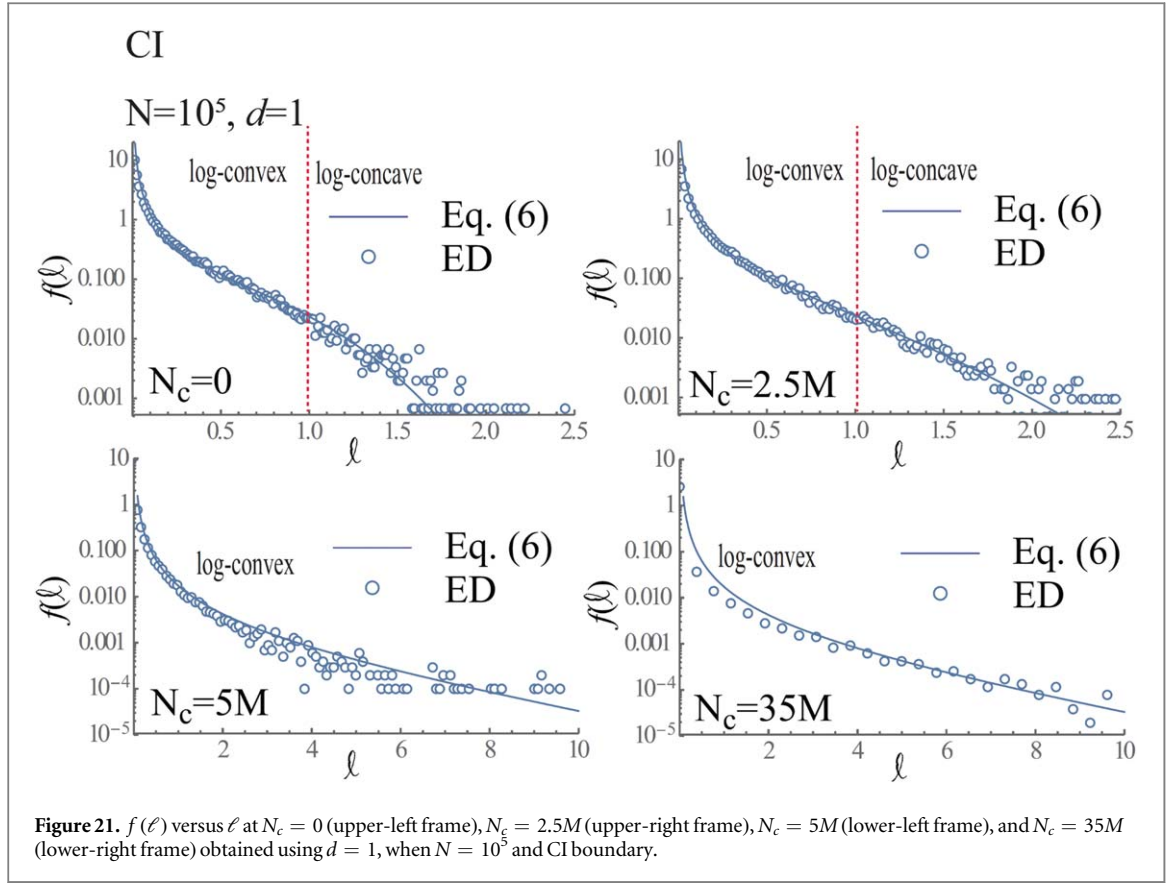 CI
N=10⁵, d=1
log-convex log-concave
Eq. (6)
ED
N_c=0
f(ℓ)
10
1
0.100
0.010
0.001
0.5 1.0 1.5 2.0 2.5
ℓ
log-convex log-concave
Eq. (6)
ED
N_c=2.5M
f(ℓ)
10
1
0.100
0.010
0.001
0.5 1.0 1.5 2.0 2.5
ℓ
log-convex
Eq. (6)
ED
N_c=5M
f(ℓ)
10
1
0.100
0.010
0.001
10⁻⁴
10⁻⁵
2 4 6 8 10
ℓ
log-convex
Eq. (6)
ED
N_c=35M
f(ℓ)
10
1
0.100
0.010
0.001
10⁻⁴
10⁻⁵
2 4 6 8 10
ℓ
Figure 21. f (ℓ) versus ℓ at N_c = 0 (upper-left frame), N_c = 2.5M (upper-right frame), N_c = 5M (lower-left frame), and N_c = 35M
(lower-right frame) obtained using d = 1, when N = 10⁵ and CI boundary.